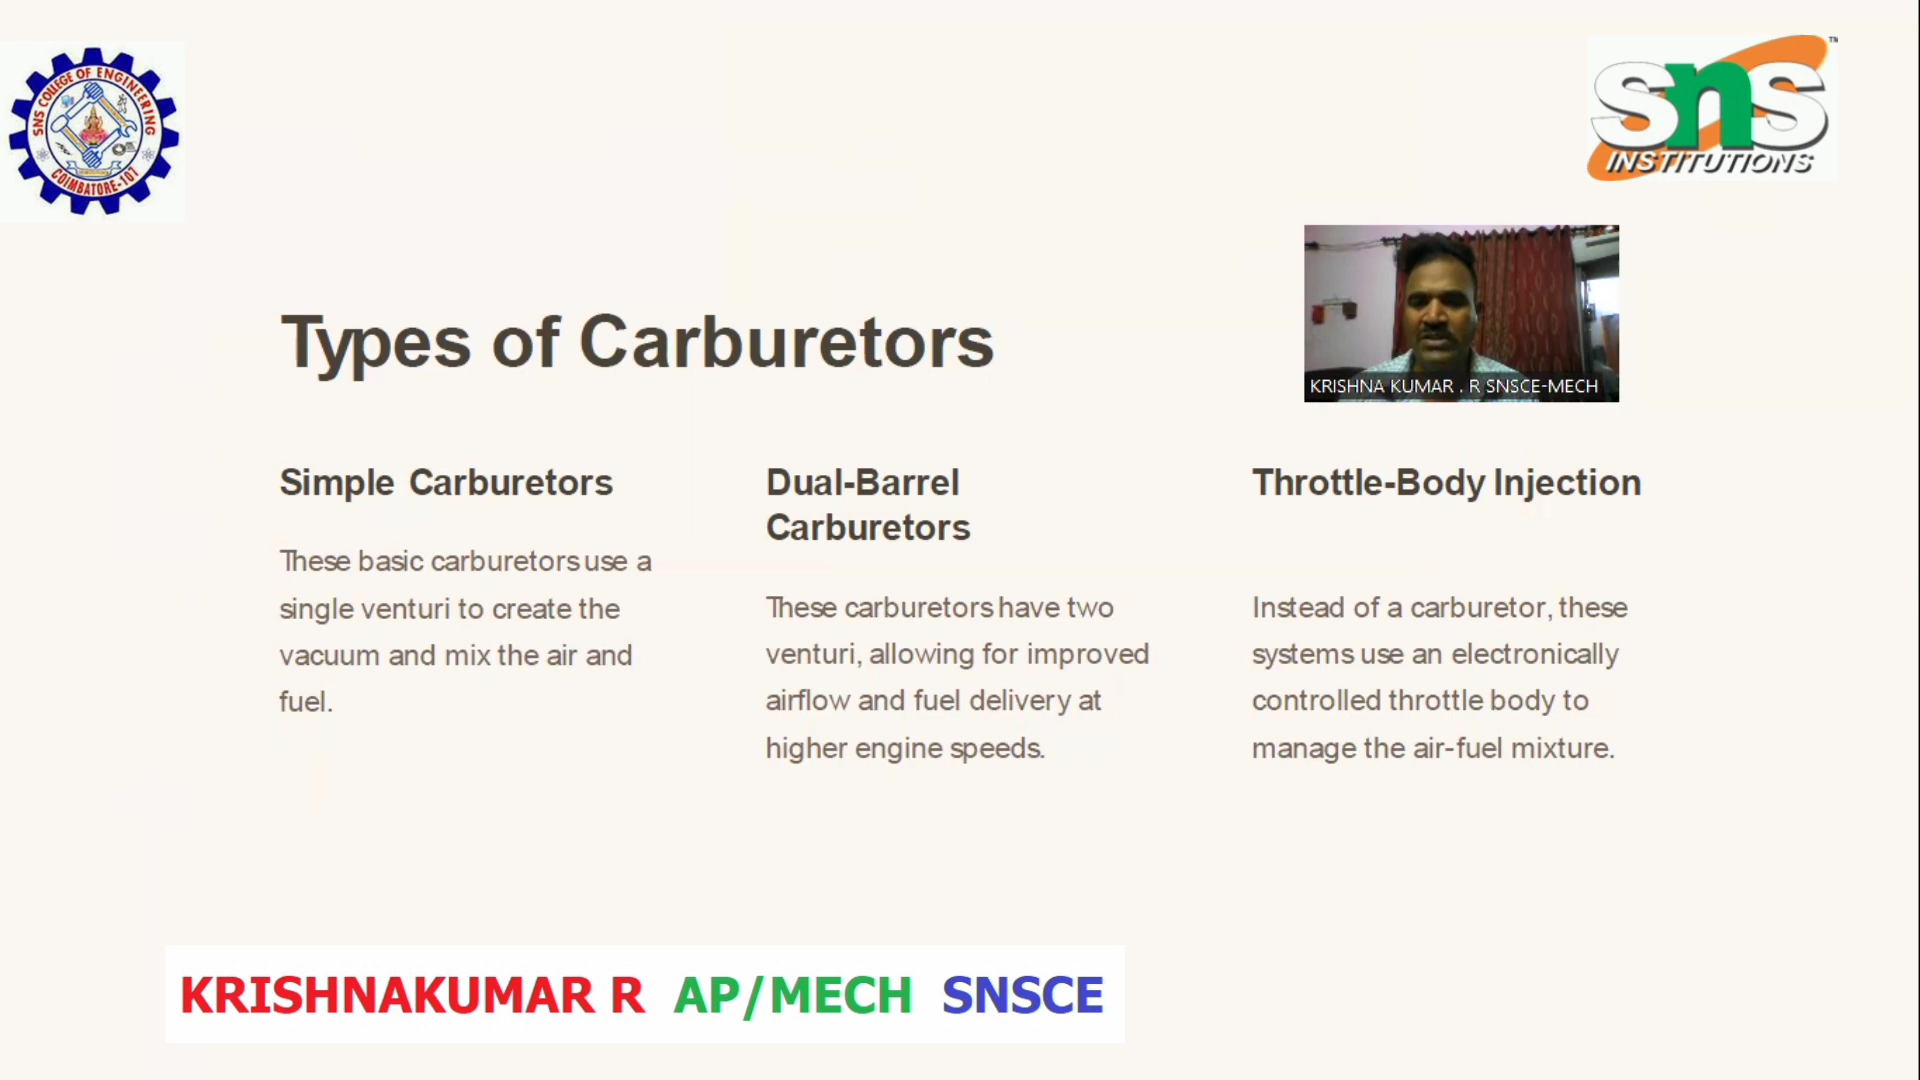 SNS COLLEGE OF ENGINEERING
COIMBATORE-107
sns
TM
INSTITUTIONS
KRISHNA KUMAR . R SNSCE-MECH
Types of Carburetors
Simple Carburetors
These basic carburetors use a
single venturi to create the
vacuum and mix the air and
fuel.
Dual-Barrel
Carburetors
These carburetors have two
venturi, allowing for improved
airflow and fuel delivery at
higher engine speeds.
Throttle-Body Injection
Instead of a carburetor, these
systems use an electronically
controlled throttle body to
manage the air-fuel mixture.
KRISHNAKUMAR R AP/MECH SNSCE